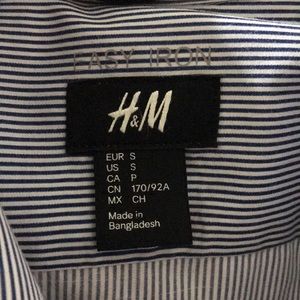 EASY IRON
H&M
EUR S
US S
CA P
CN 170/92A
MX CH
Made in
Bangladesh